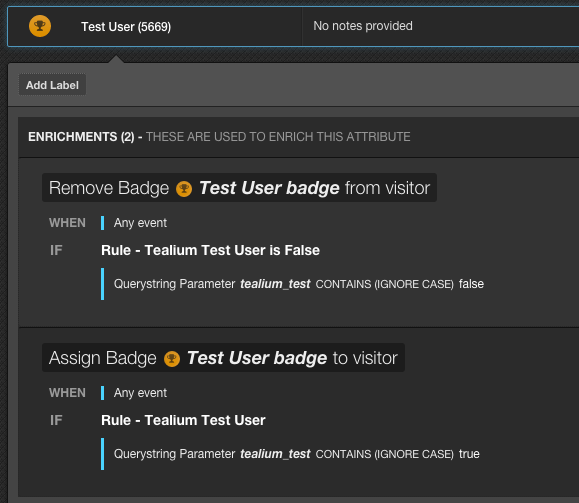 Test User (5669) No notes provided
Add Label
ENRICHMENTS (2) - THESE ARE USED TO ENRICH THIS ATTRIBUTE
Remove Badge Test User badge from visitor
WHEN Any event
IF Rule - Tealium Test User is False
Querystring Parameter tealium_test CONTAINS (IGNORE CASE) false
Assign Badge Test User badge to visitor
WHEN Any event
IF Rule - Tealium Test User
Querystring Parameter tealium_test CONTAINS (IGNORE CASE) true